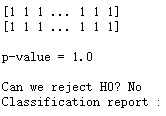 [1 1 1 ... 1 1 1]
[1 1 1 ... 1 1 1]
p-value = 1.0
Can we reject H0? No
Classification report